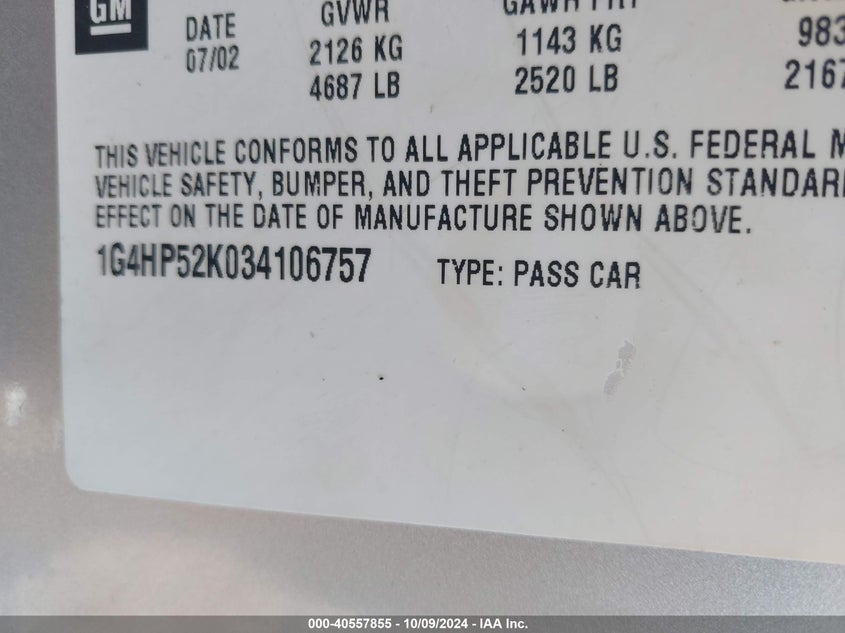 GM
DATE GVWR
07/02 2126 KG 1143 KG 983
4687 LB 2520 LB 2167
THIS VEHICLE CONFORMS TO ALL APPLICABLE U.S. FEDERAL M
VEHICLE SAFETY, BUMPER, AND THEFT PREVENTION STANDAR
EFFECT ON THE DATE OF MANUFACTURE SHOWN ABOVE.
1G4HP52K034106757 TYPE: PASS CAR
000-40557855 - 10/09/2024 - IAA Inc.